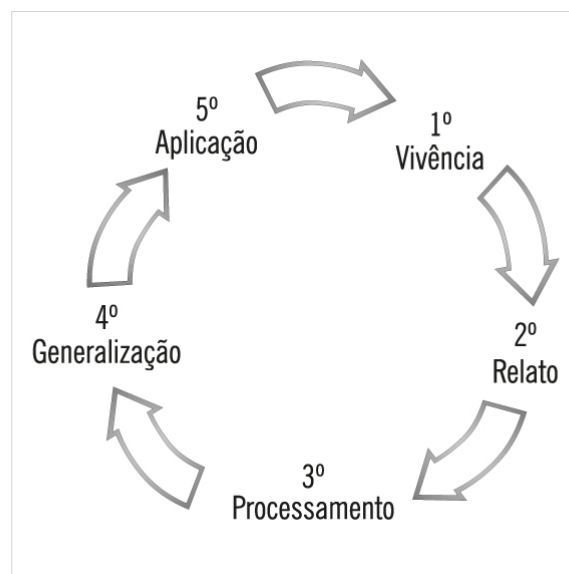 1º
Vivência
2º
Relato
3º
Processamento
4º
Generalização
5º
Aplicação